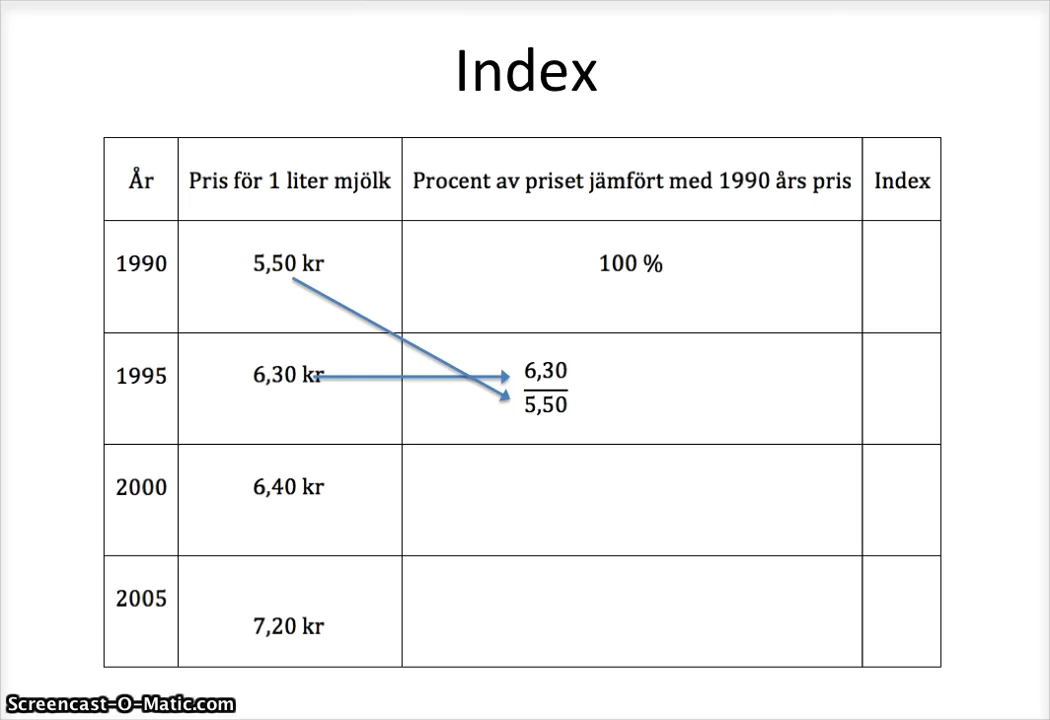 Index
År Pris för 1 liter mjölk Procent av priset jämfört med 1990 års pris Index
1990 5,50 kr 100 %
1995 6,30 kr 6,30
5,50
2000 6,40 kr
2005
7,20 kr
Screencast-O-Matic.com